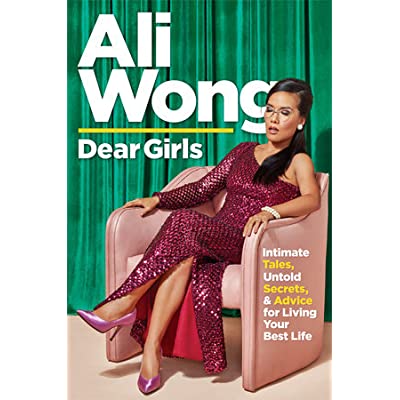 Ali
Wong
Dear Girls
Intimate
Tales,
Untold
Secrets,
& Advice
for Living
Your
Best Life